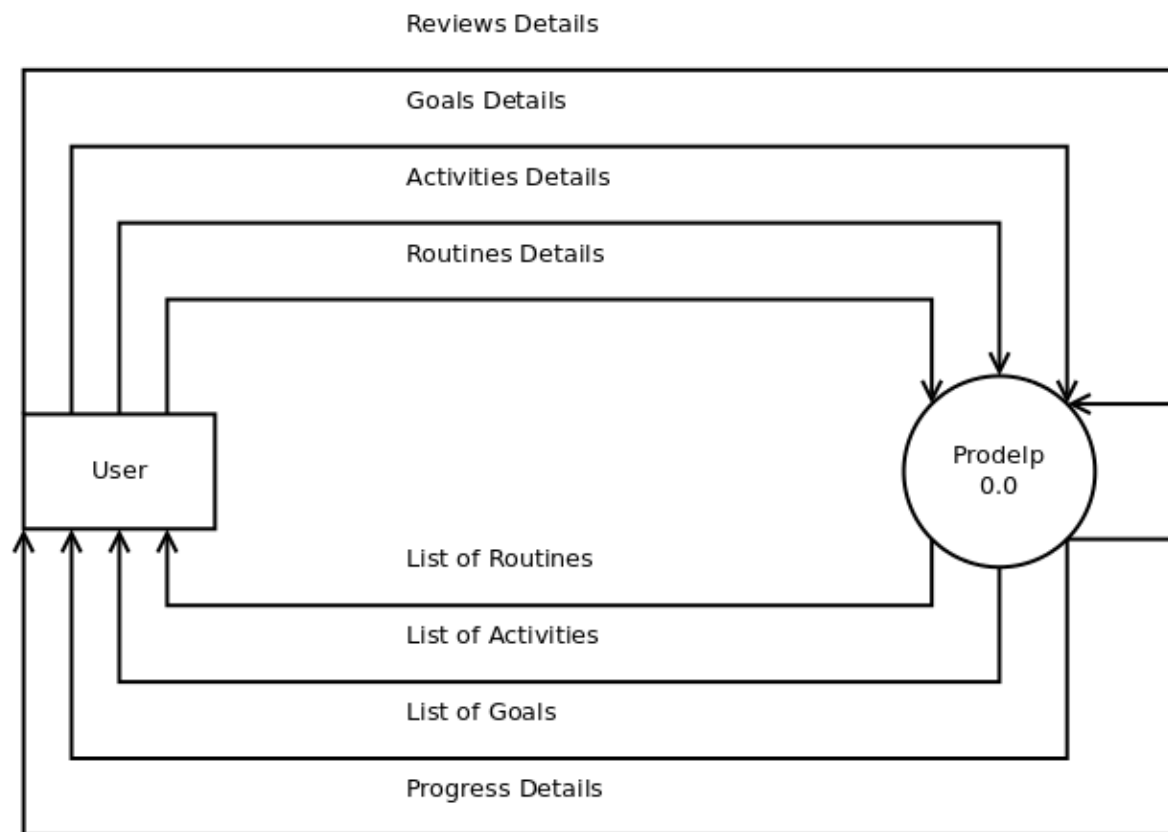 Reviews Details
Goals Details
Activities Details
Routines Details
User
Prodelp
0.0
List of Routines
List of Activities
List of Goals
Progress Details